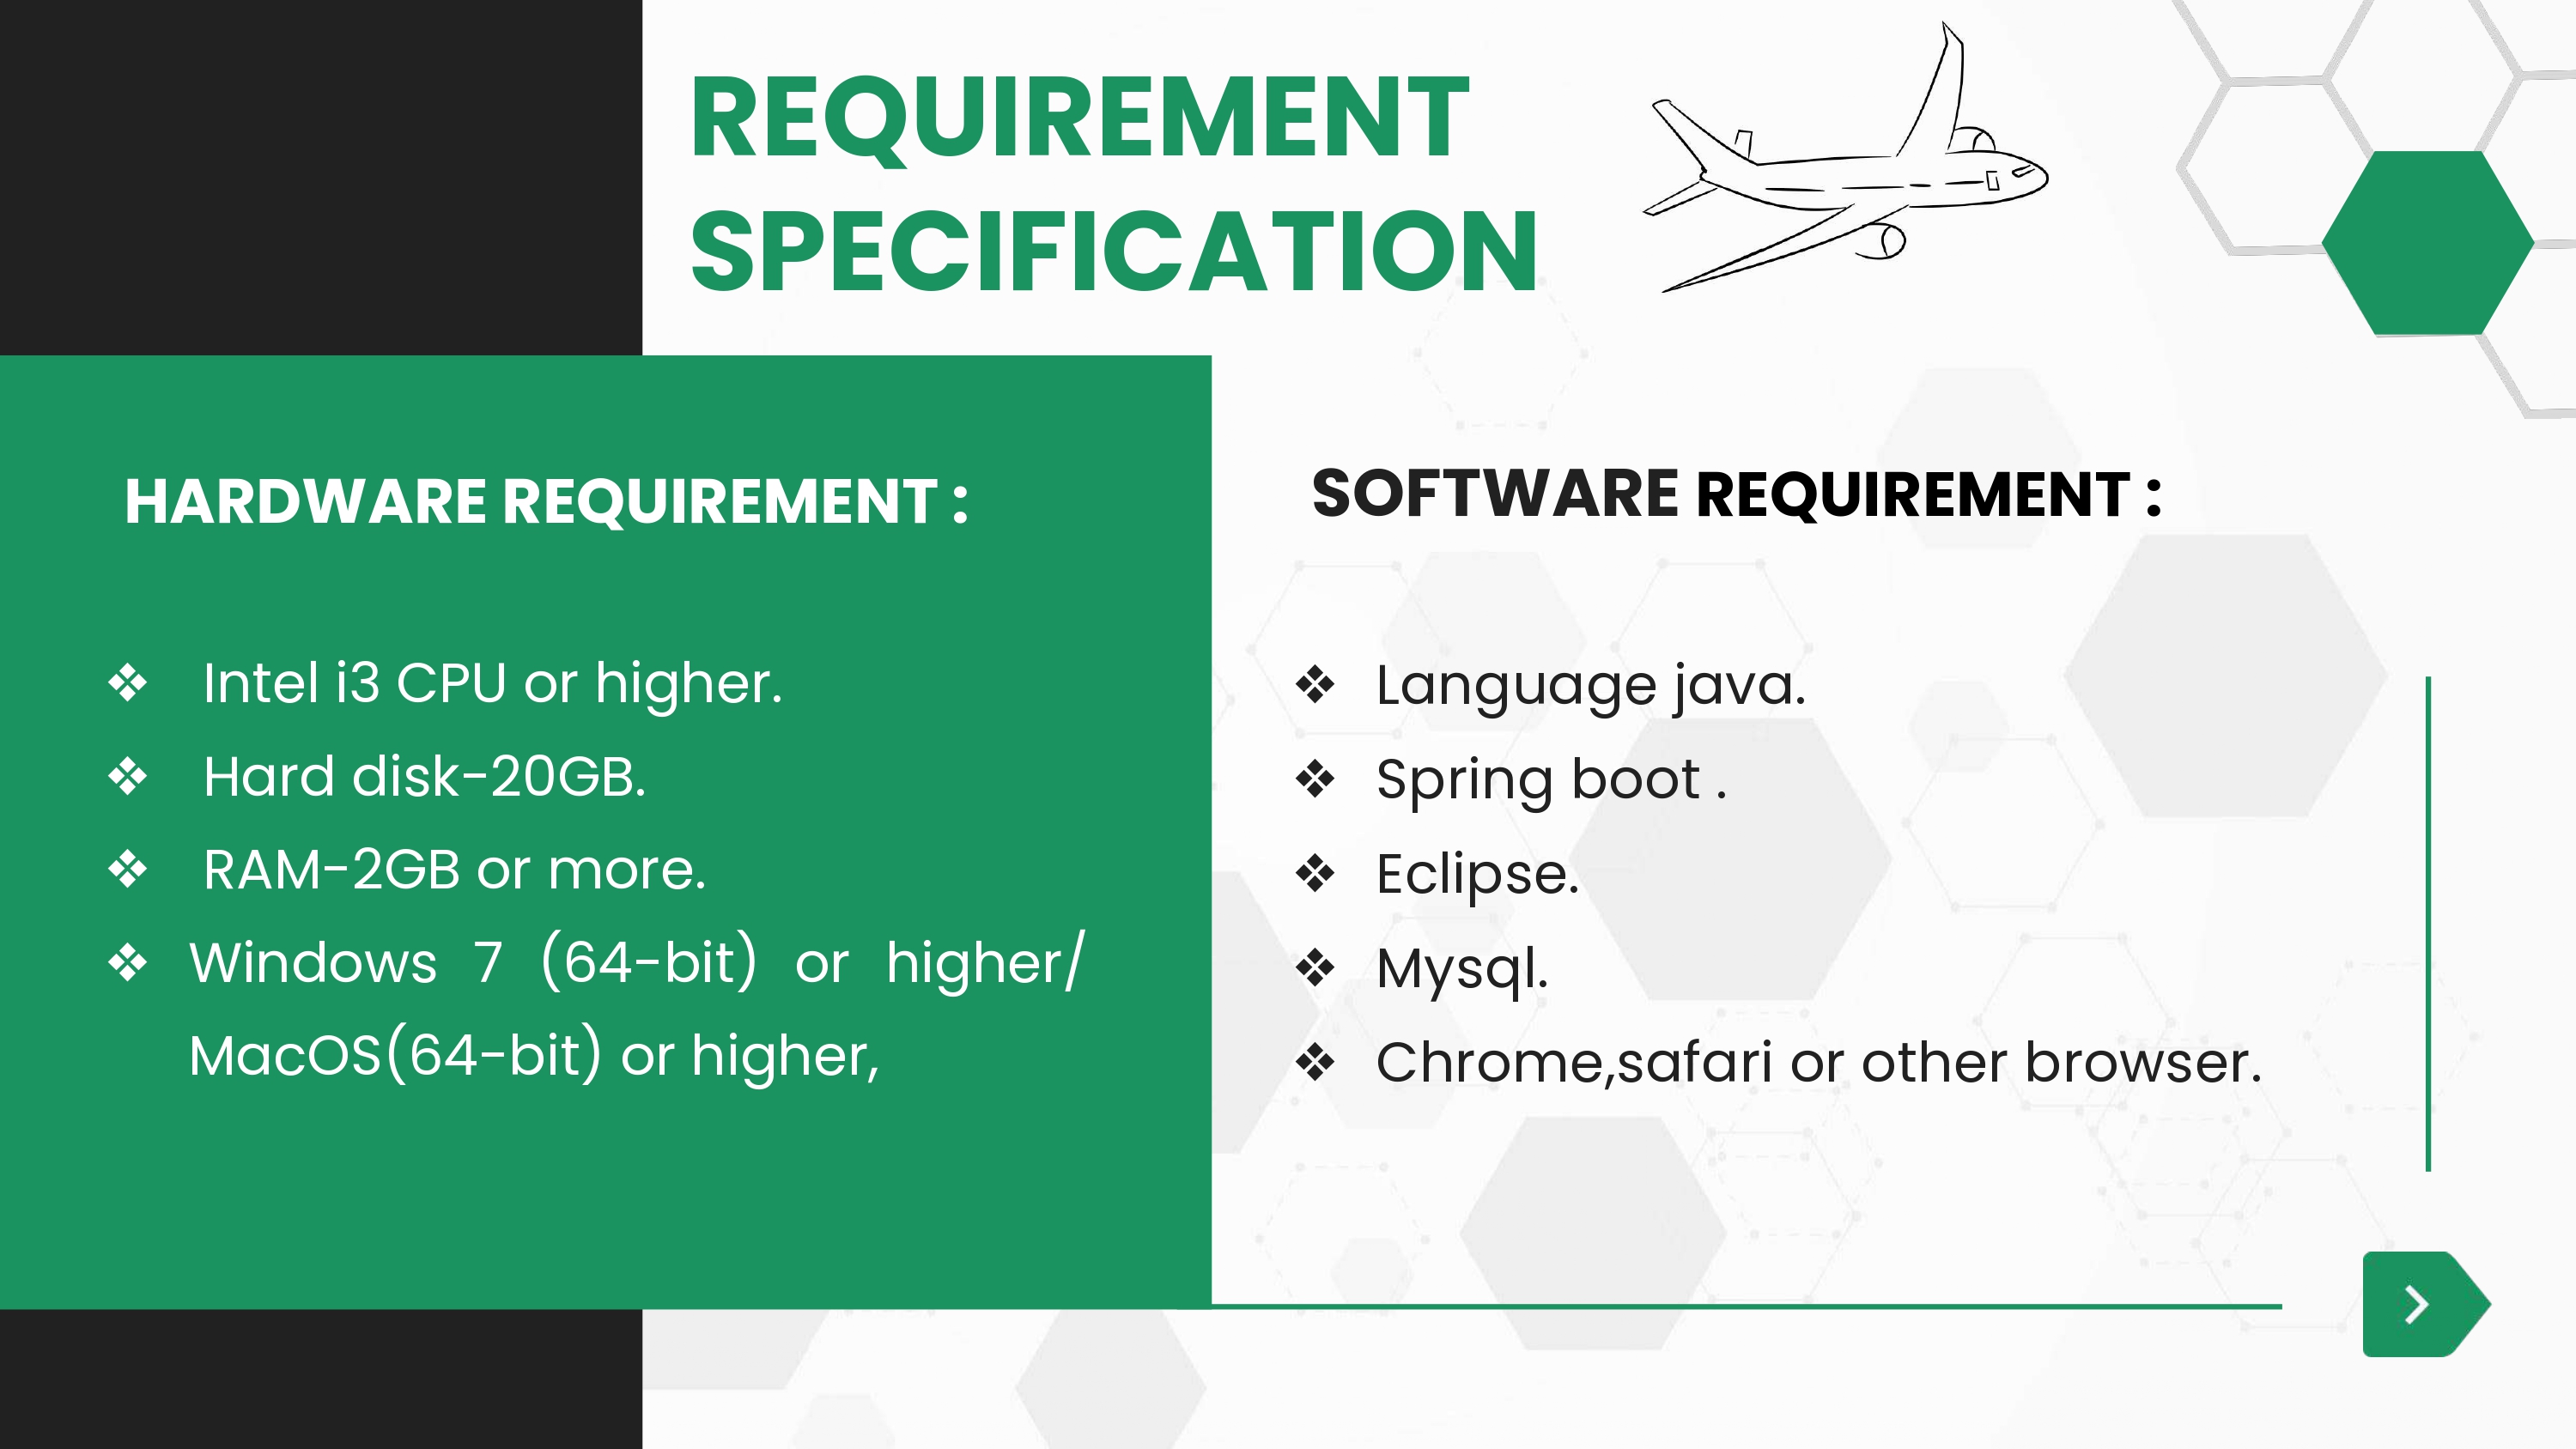 REQUIREMENT
SPECIFICATION
HARDWARE REQUIREMENT :
❖ Intel i3 CPU or higher.
❖ Hard disk-20GB.
❖ RAM-2GB or more.
❖ Windows 7 (64-bit) or higher/
MacOS(64-bit) or higher,
SOFTWARE REQUIREMENT :
❖ Language java.
❖ Spring boot .
❖ Eclipse.
❖ Mysql.
❖ Chrome,safari or other browser.